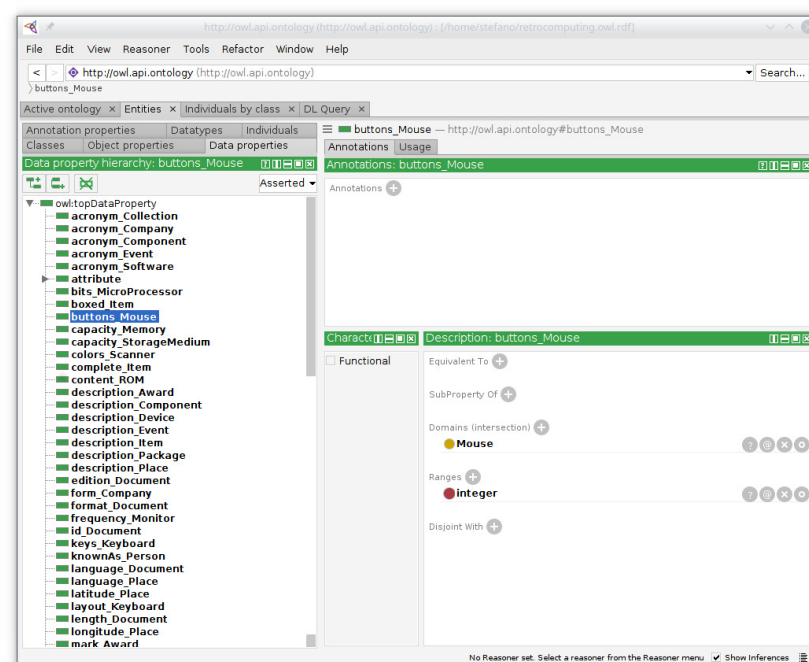 http://owl.api.ontology (http://owl.api.ontology) : [/home/stefano/retrocomputing.owl.rdf]
File Edit View Reasoner Tools Refactor Window Help
< > http://owl.api.ontology (http://owl.api.ontology) Search...
buttons_Mouse
Active ontology × Entities × Individuals by class × DL Query ×
Annotation properties Datatypes Individuals
Classes Object properties Data properties
Data property hierarchy: buttons_Mouse
Asserted
owl:topDataProperty
acronym_Collection
acronym_Company
acronym_Component
acronym_Event
acronym_Software
attribute
bits_MicroProcessor
boxed_Item
buttons_Mouse
capacity_Memory
capacity_StorageMedium
colors_Scanner
complete_Item
content_ROM
description_Award
description_Component
description_Device
description_Event
description_Item
description_Package
description_Place
edition_Document
form_Company
format_Document
frequency_Monitor
id_Document
keys_Keyboard
knownAs_Person
language_Document
language_Place
latitude_Place
layout_Keyboard
length_Document
longitude_Place
mark_Award
buttons_Mouse — http://owl.api.ontology#buttons_Mouse
Annotations Usage
Annotations: buttons_Mouse
Annotations
Characte
Functional
Description: buttons_Mouse
Equivalent To
SubProperty Of
Domains (intersection)
Mouse
Ranges
integer
Disjoint With
No Reasoner set. Select a reasoner from the Reasoner menu Show Inferences